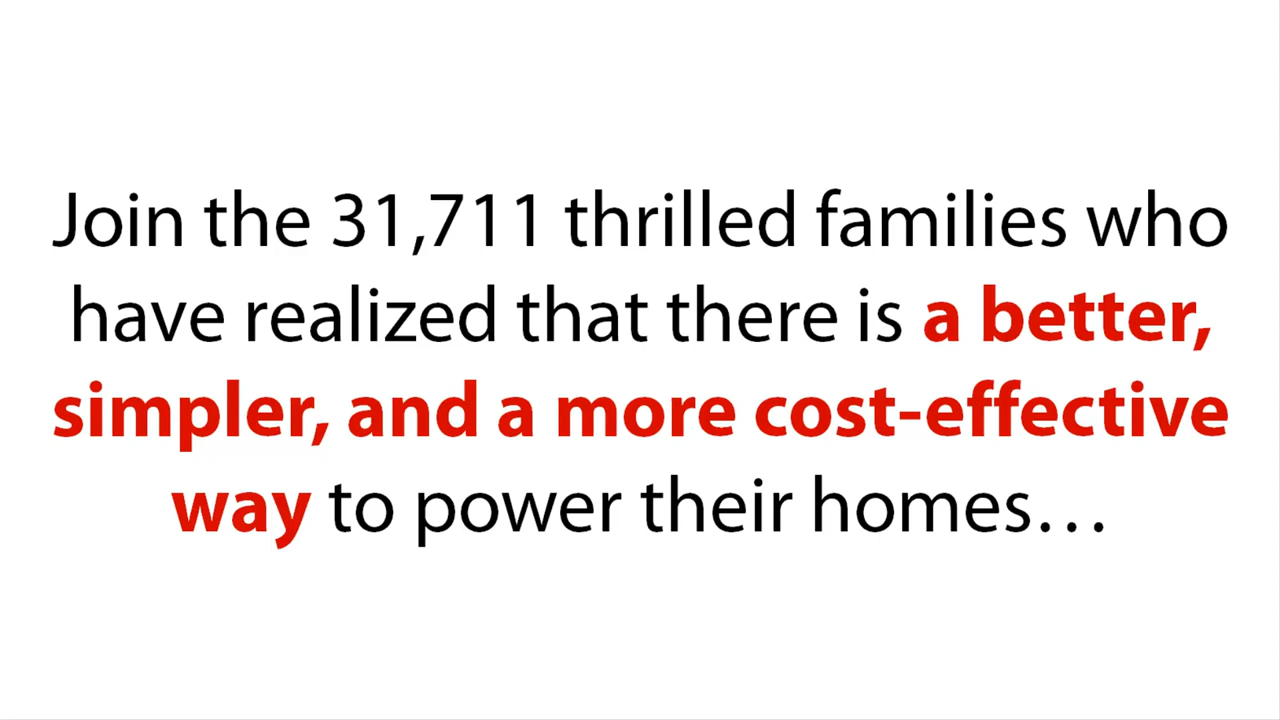 Join the 31,711 thrilled families who
have realized that there is a better,
simpler, and a more cost-effective
way to power their homes…